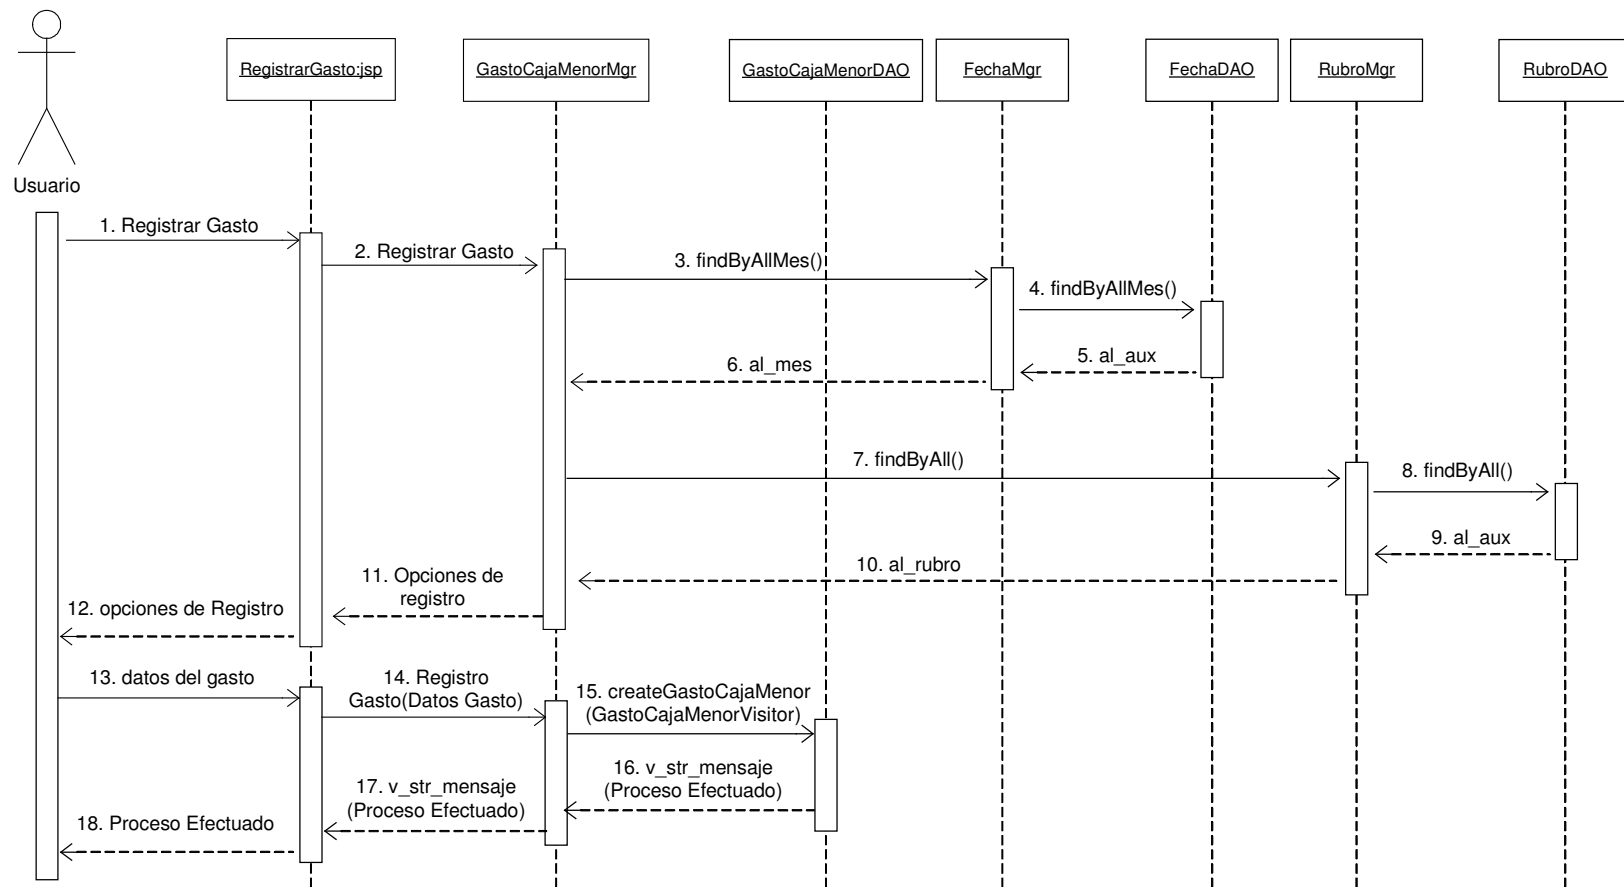 RegistrarGasto:jsp
GastoCajaMenorMgr
GastoCajaMenorDAO
FechaMgr
FechaDAO
RubroMgr
RubroDAO
Usuario
1. Registrar Gasto
2. Registrar Gasto
3. findByAllMes()
4. findByAllMes()
5. al_aux
6. al_mes
7. findByAll()
8. findByAll()
9. al_aux
10. al_rubro
11. Opciones de
registro
12. opciones de Registro
13. datos del gasto
14. Registro
Gasto(Datos Gasto)
15. createGastoCajaMenor
(GastoCajaMenorVisitor)
16. v_str_mensaje
(Proceso Efectuado)
17. v_str_mensaje
(Proceso Efectuado)
18. Proceso Efectuado